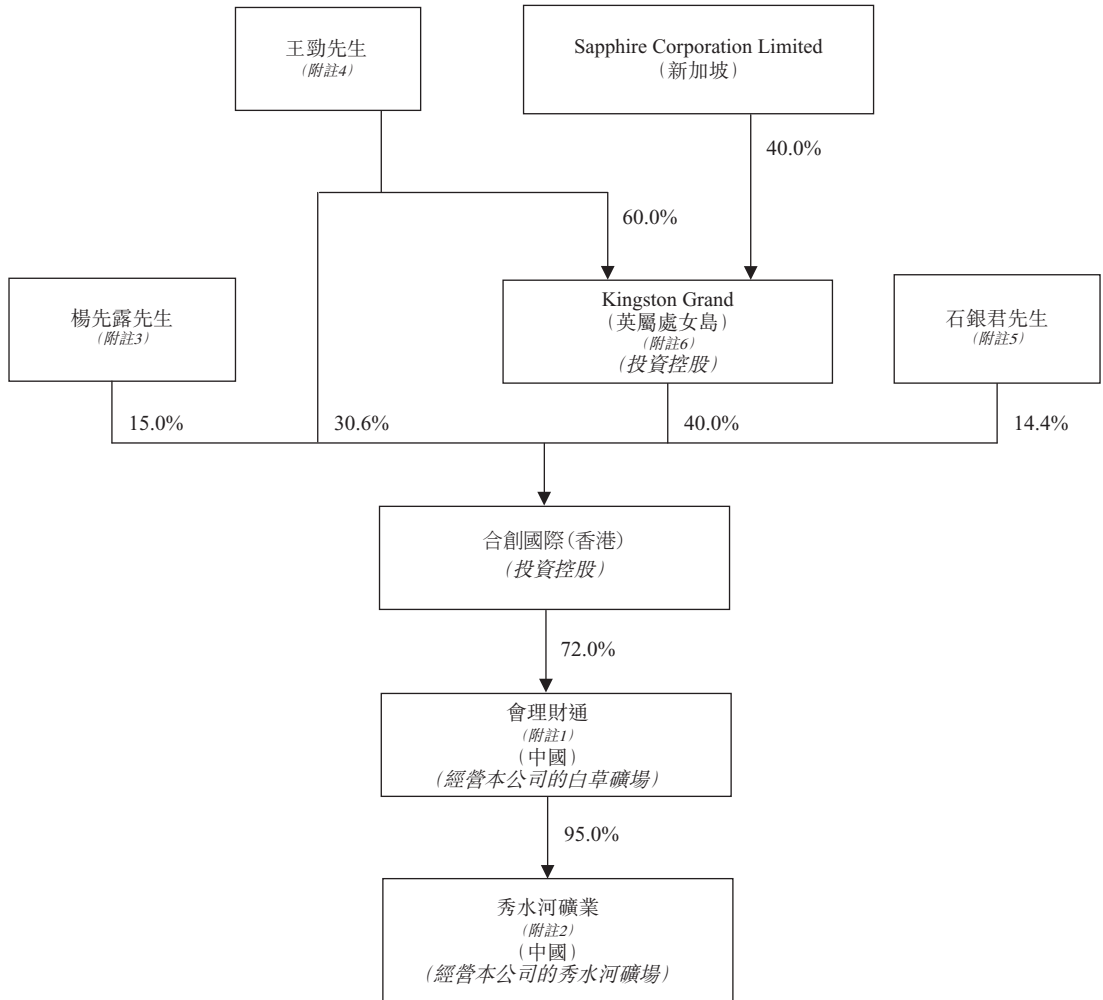 王勁先生
（附註4）
Sapphire Corporation Limited
（新加坡）
40.0%
60.0%
楊先露先生
（附註3）
Kingston Grand
（英屬處女島）
（附註6）
（投資控股）
石銀君先生
（附註5）
15.0%
30.6%
40.0%
14.4%
合創國際（香港）
（投資控股）
72.0%
會理財通
（附註1）
（中國）
（經營本公司的白草礦場）
95.0%
秀水河礦業
（附註2）
（中國）
（經營本公司的秀水河礦場）